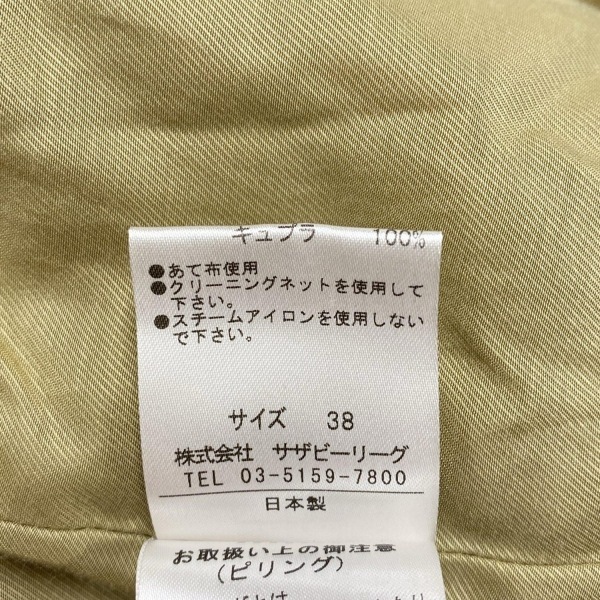 キュプラ 100%
●あて布使用
●クリーニングネットを使用して
下さい。
●スチームアイロンを使用しない
で下さい。
サイズ 38
株式会社 サザビーリーグ
TEL 03-5159-7800
日本製
お取扱い上の御注意
(ピリング)